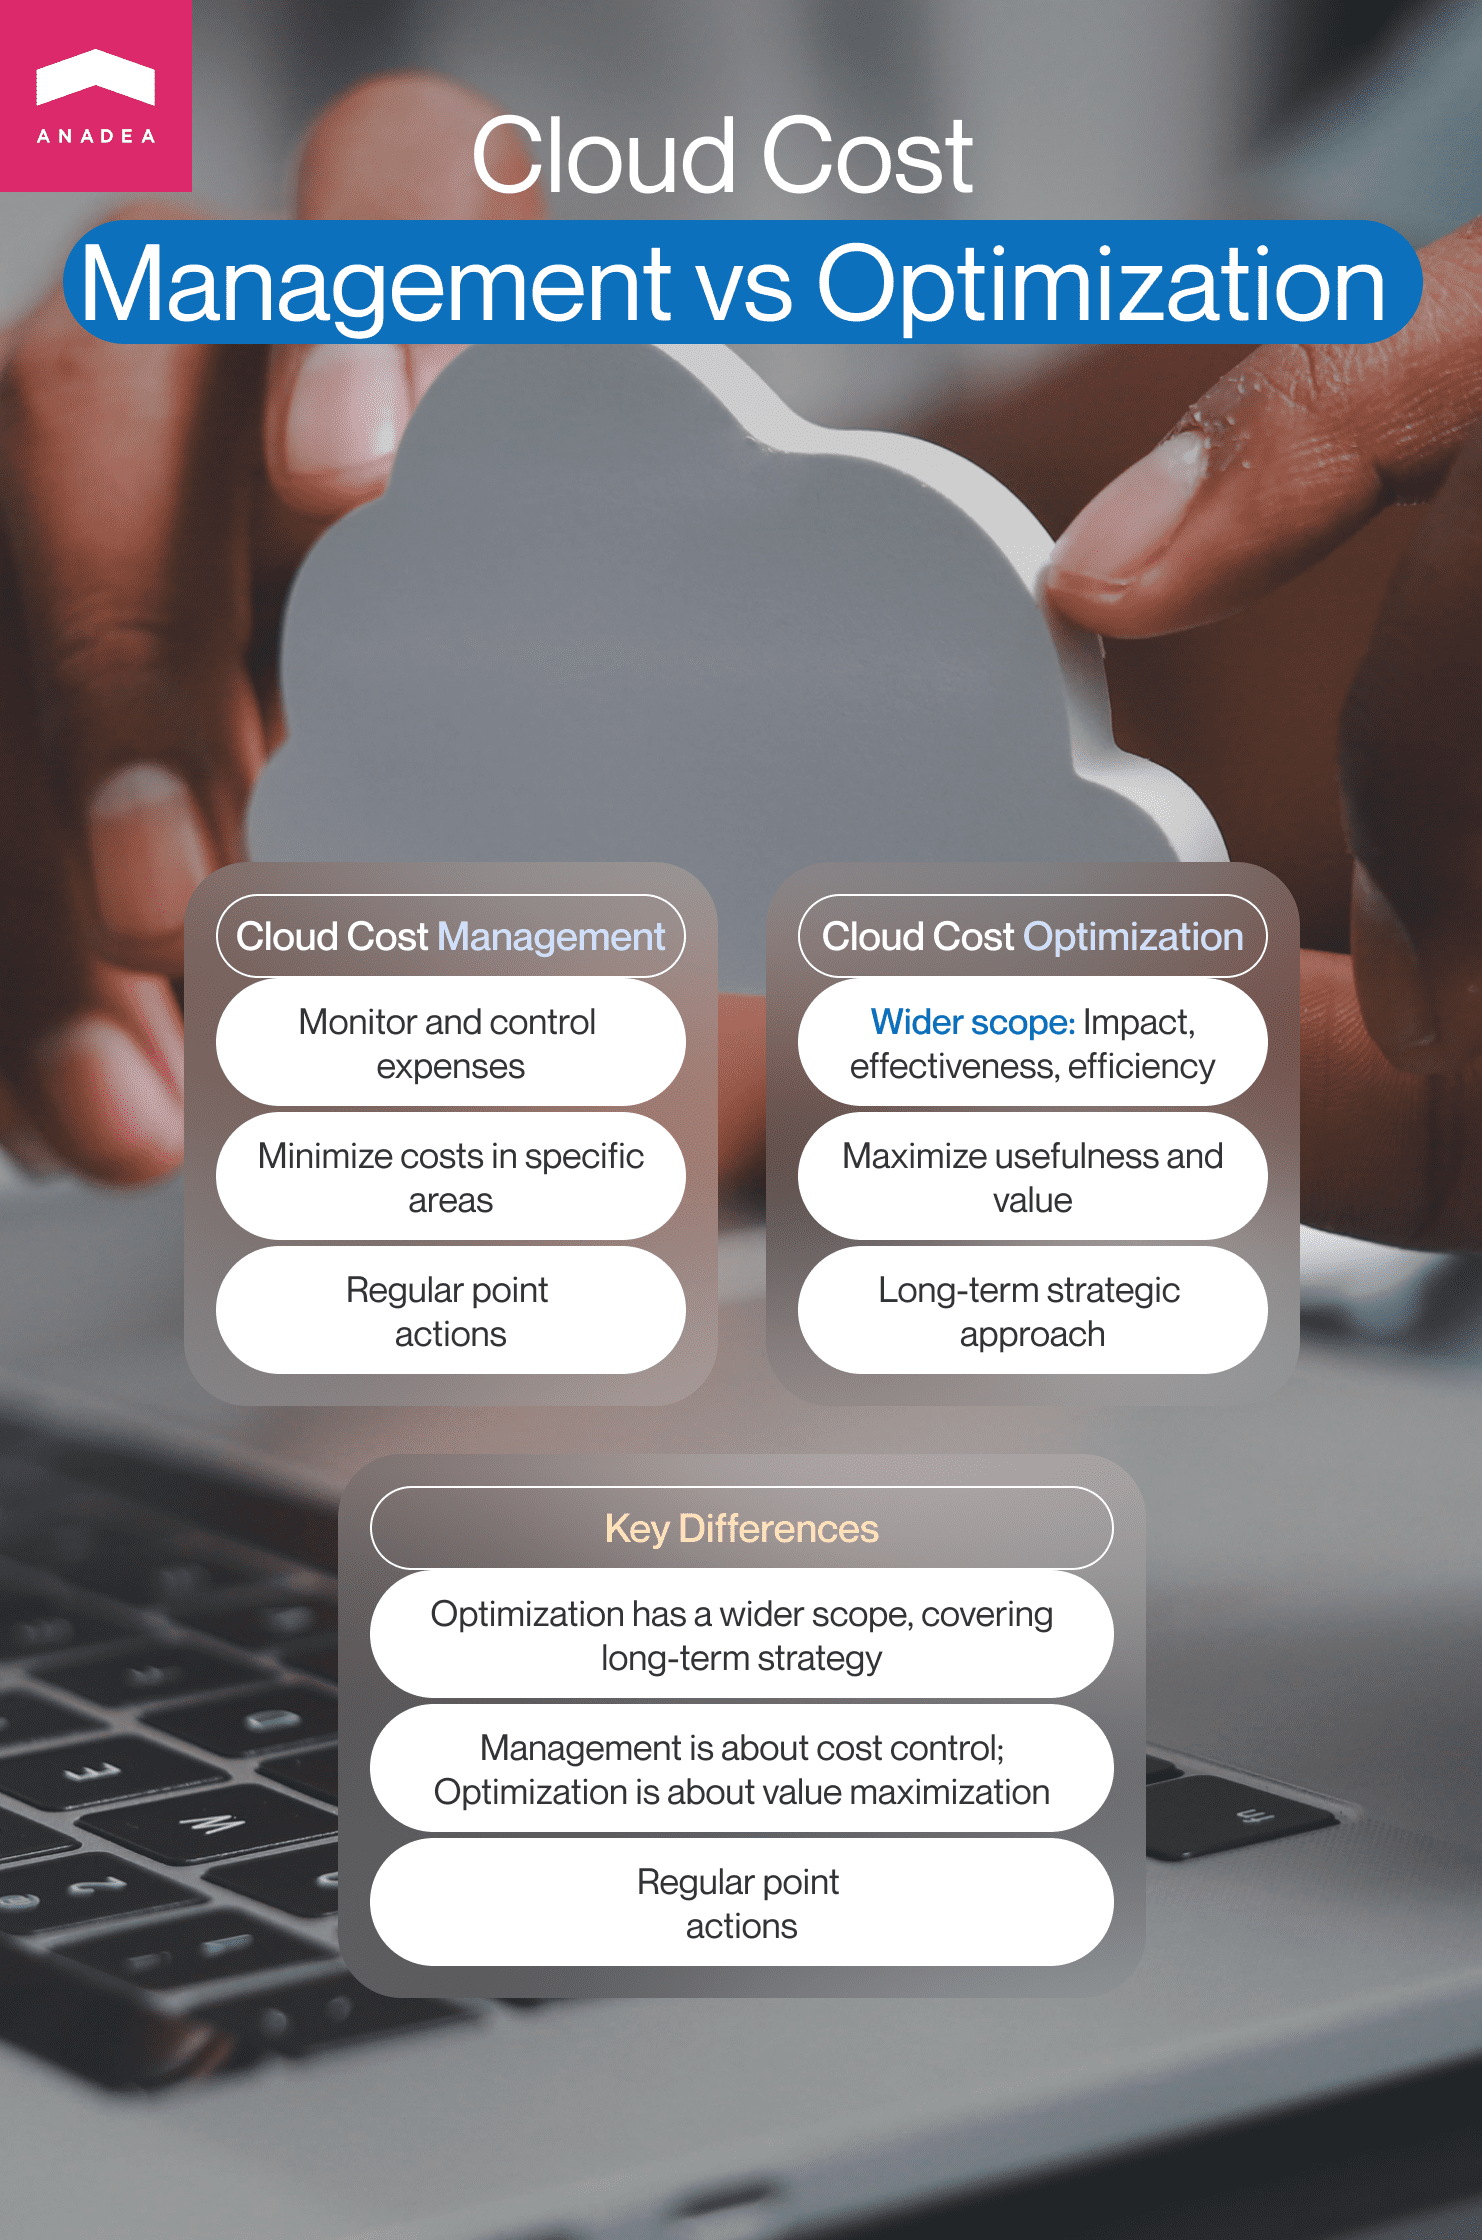 ANADEA
Cloud Cost
Management vs Optimization
Cloud Cost Management
Monitor and control
expenses
Minimize costs in specific
areas
Regular point
actions
Cloud Cost Optimization
Wider scope: Impact,
effectiveness, efficiency
Maximize usefulness and
value
Long-term strategic
approach
Key Differences
Optimization has a wider scope, covering
long-term strategy
Management is about cost control;
Optimization is about value maximization
Regular point
actions
D
E
W
2
@
fn